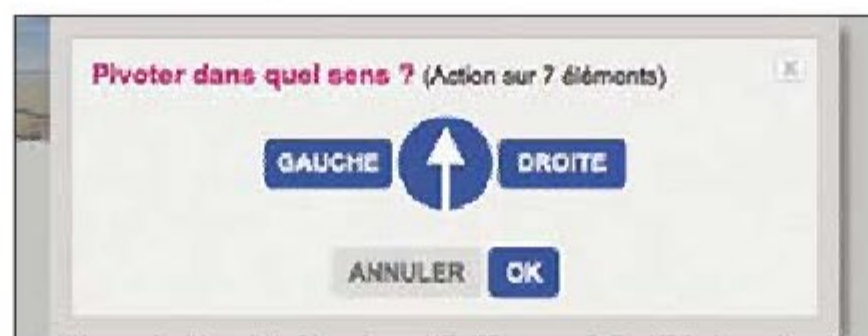 Pivoter dans quel sens ? (Action sur 7 éléments)
GAUCHE DROITE
ANNULER OK